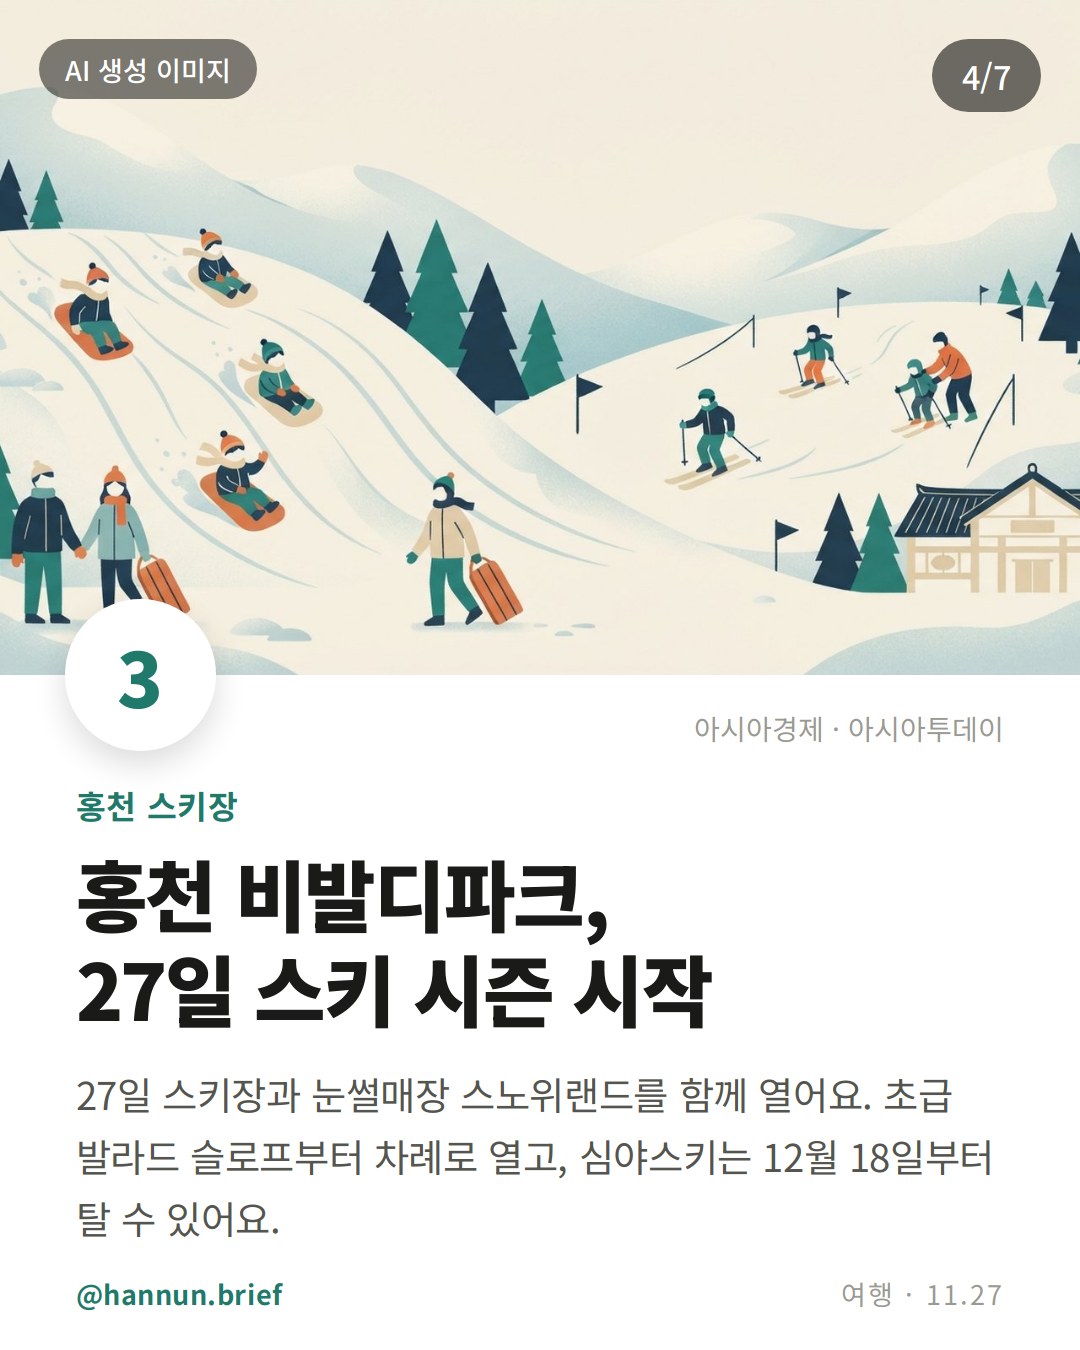 AI 생성 이미지
4/7
3
아시아경제 · 아시아투데이
홍천 스키장
홍천 비발디파크,
27일 스키 시즌 시작
27일 스키장과 눈썰매장 스노위랜드를 함께 열어요. 초급
발라드 슬로프부터 차례로 열고, 심야스키는 12월 18일부터
탈 수 있어요.
@hannun.brief
여행 · 11.27